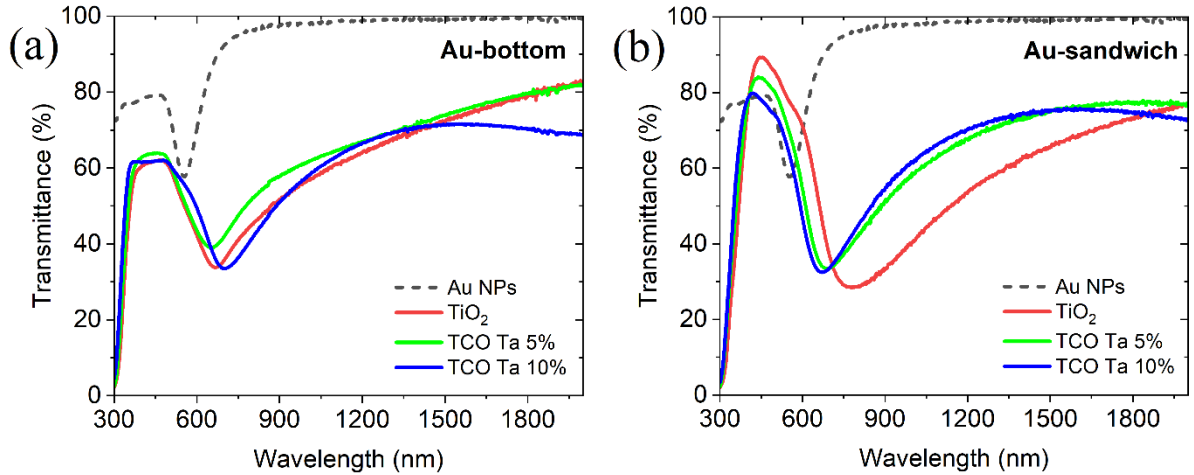 (a)
Au-bottom
Transmittance (%)
100
80
60
40
20
0
Au NPs
TiO₂
TCO Ta 5%
TCO Ta 10%
300 600 900 1200 1500 1800
Wavelength (nm)
(b)
Au-sandwich
Transmittance (%)
100
80
60
40
20
0
Au NPs
TiO₂
TCO Ta 5%
TCO Ta 10%
300 600 900 1200 1500 1800
Wavelength (nm)